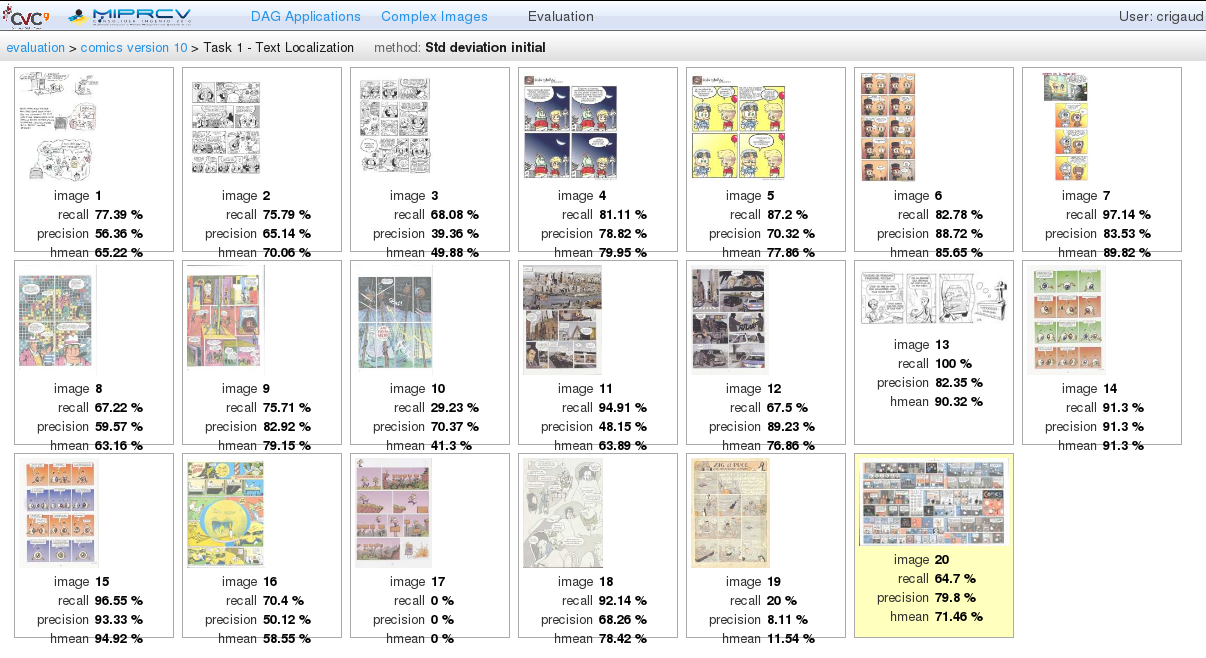 CVC MIPRCV DAG Applications Complex Images Evaluation User: crigaud
CONSOLIDER INGENIO 2010
evaluation > comics version 10 > Task 1 - Text Localization method: Std deviation initial
image 1
recall 77.39 %
precision 56.36 %
hmean 65.22 %
image 2
recall 75.79 %
precision 65.14 %
hmean 70.06 %
image 3
recall 68.08 %
precision 39.36 %
hmean 49.88 %
image 4
recall 81.11 %
precision 78.82 %
hmean 79.95 %
image 5
recall 87.2 %
precision 70.32 %
hmean 77.86 %
image 6
recall 82.78 %
precision 88.72 %
hmean 85.65 %
image 7
recall 97.14 %
precision 83.53 %
hmean 89.82 %
image 8
recall 67.22 %
precision 59.57 %
hmean 63.16 %
image 9
recall 75.71 %
precision 82.92 %
hmean 79.15 %
image 10
recall 29.23 %
precision 70.37 %
hmean 41.3 %
image 11
recall 94.91 %
precision 48.15 %
hmean 63.89 %
image 12
recall 67.5 %
precision 89.23 %
hmean 76.86 %
image 13
recall 100 %
precision 82.35 %
hmean 90.32 %
image 14
recall 91.3 %
precision 91.3 %
hmean 91.3 %
image 15
recall 96.55 %
precision 93.33 %
hmean 94.92 %
image 16
recall 70.4 %
precision 50.12 %
hmean 58.55 %
image 17
recall 0 %
precision 0 %
hmean 0 %
image 18
recall 92.14 %
precision 68.26 %
hmean 78.42 %
ZIG et PUCE
image 19
recall 20 %
precision 8.11 %
hmean 11.54 %
COMICS
image 20
recall 64.7 %
precision 79.8 %
hmean 71.46 %